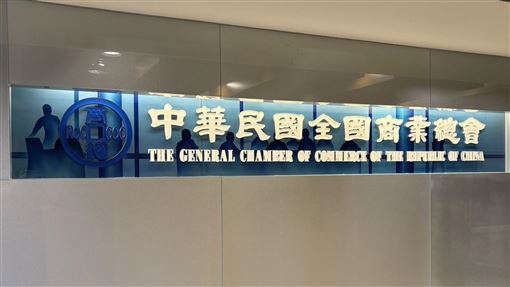 中華民國全國商業總會
THE GENERAL CHAMBER OF COMMERCE OF THE REPUBLIC OF CHINA